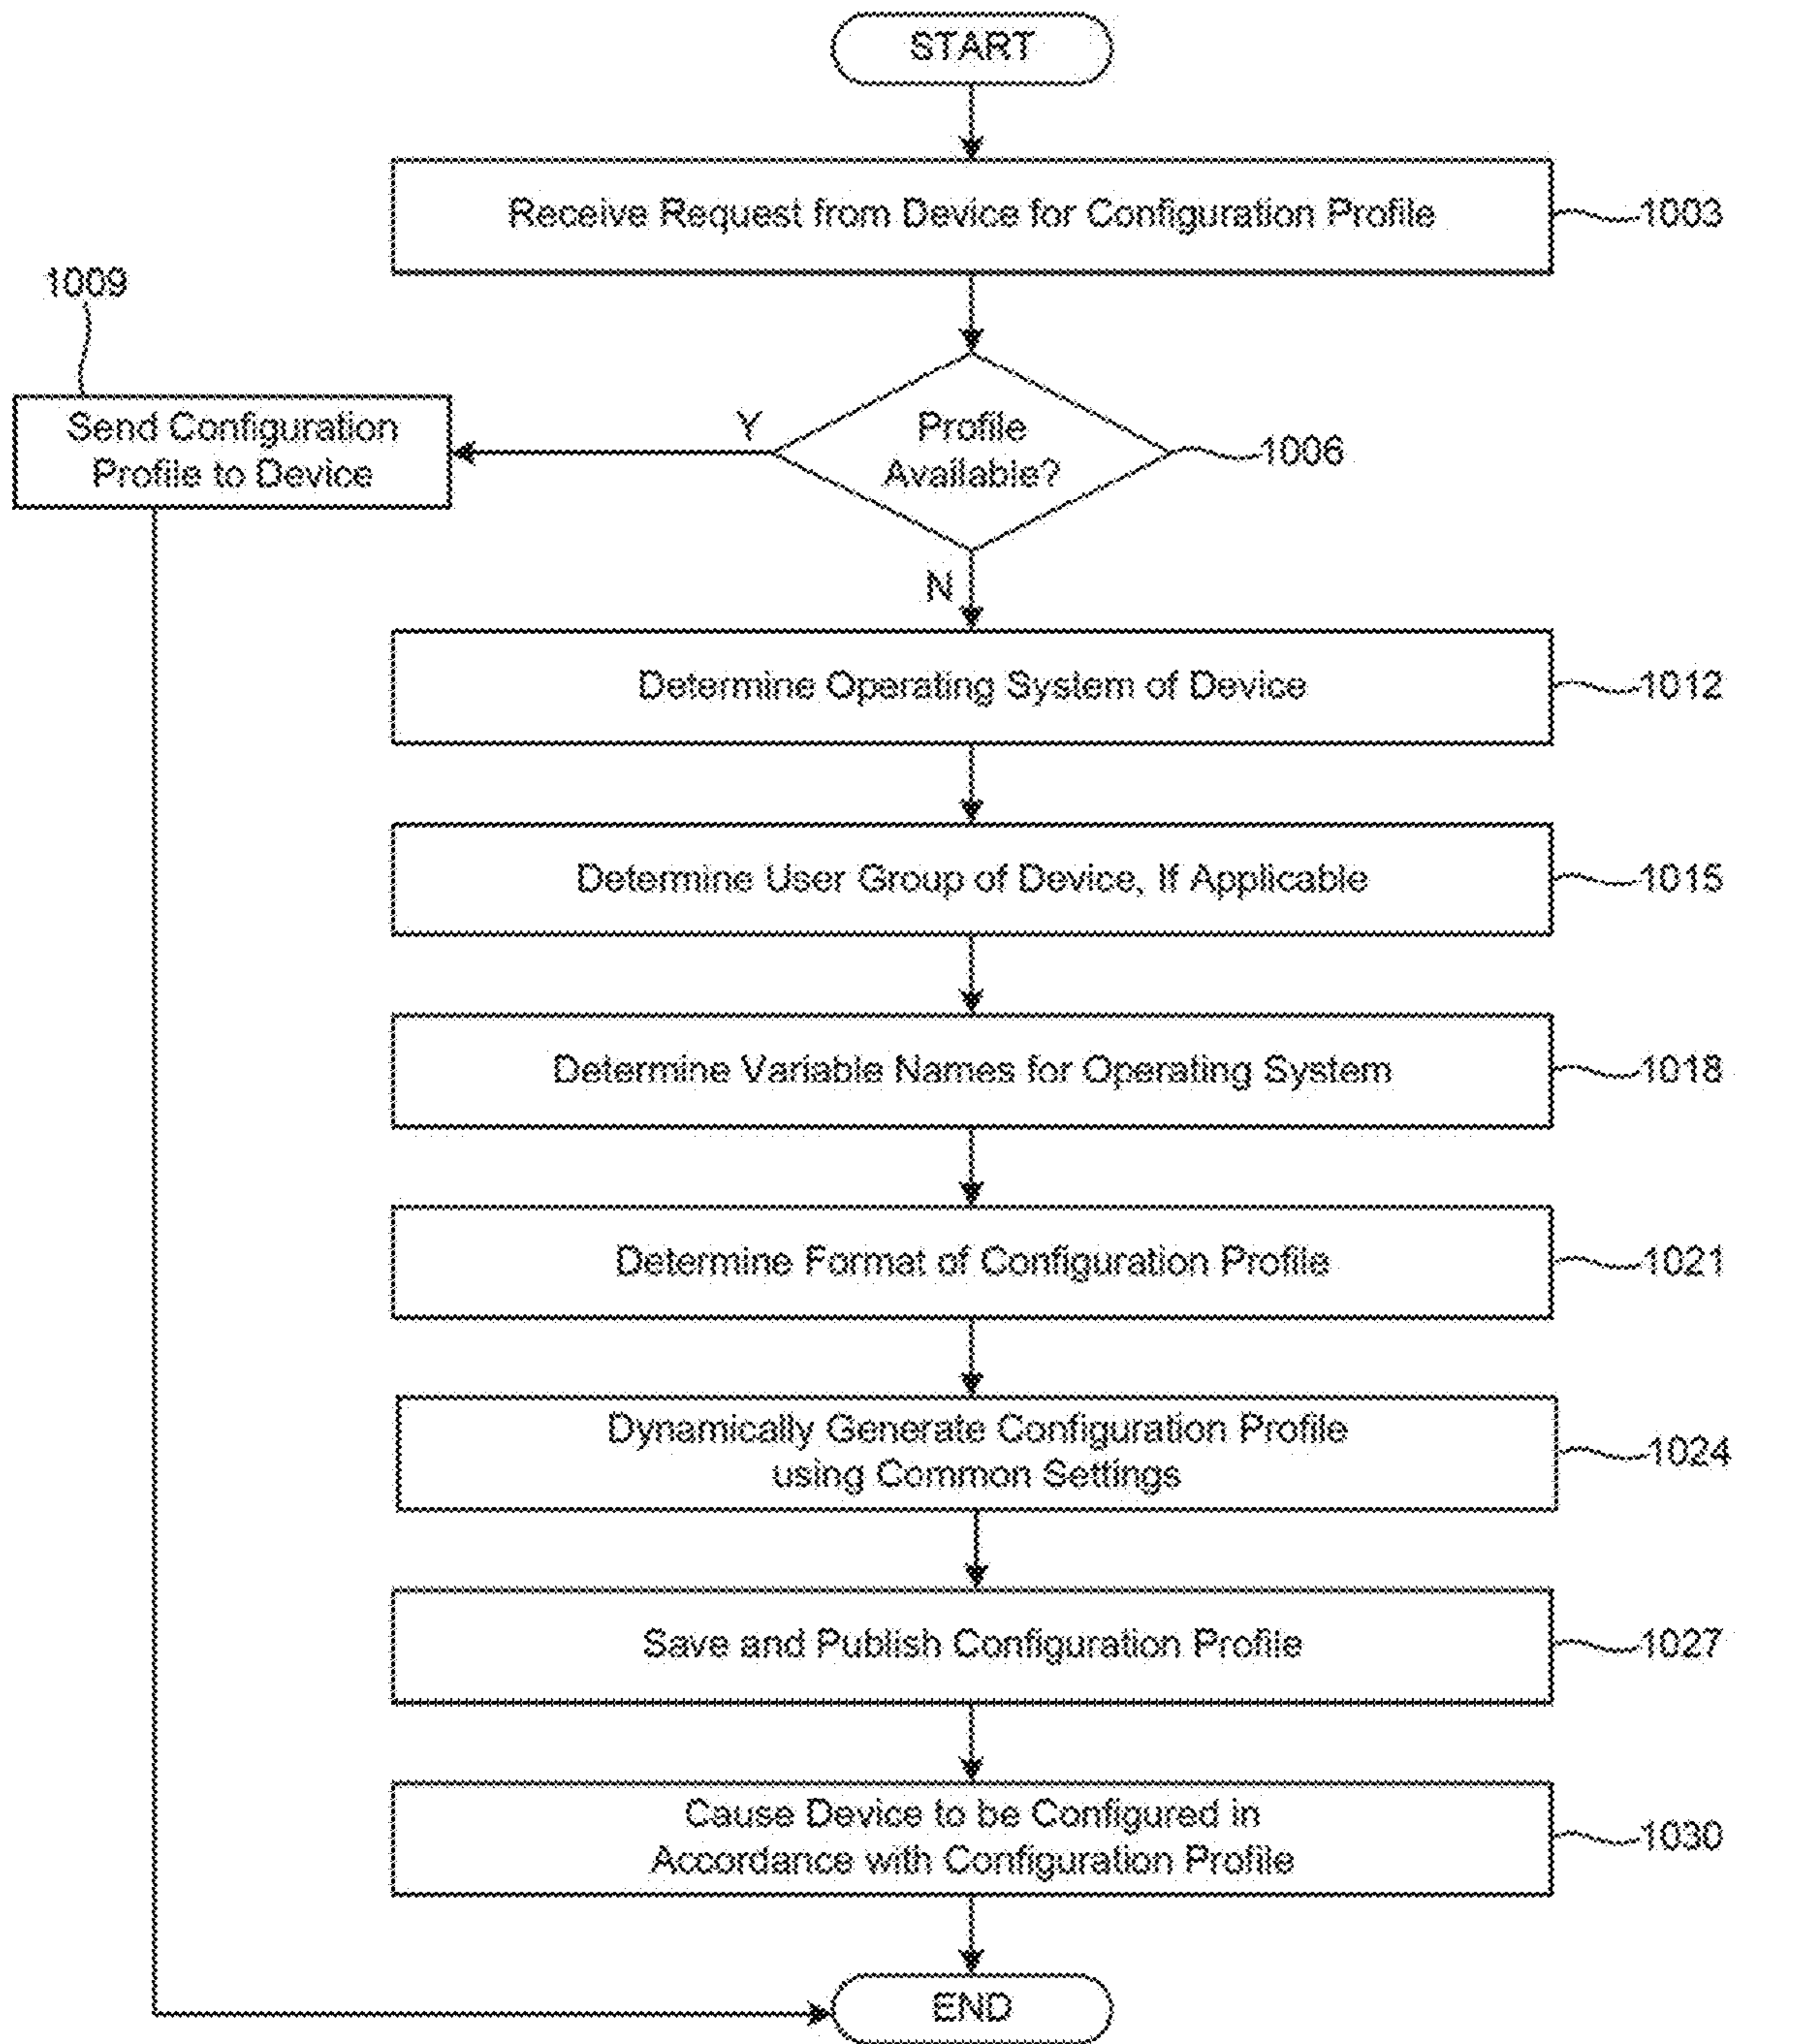 START
Receive Request from Device for Configuration Profile
1003
1009
Send Configuration
Profile to Device
Y
Profile
Available?
1006
N
Determine Operating System of Device
1012
Determine User Group of Device, If Applicable
1015
Determine Variable Names for Operating System
1018
Determine Format of Configuration Profile
1021
Dynamically Generate Configuration Profile
using Common Settings
1024
Save and Publish Configuration Profile
1027
Cause Device to be Configured in
Accordance with Configuration Profile
1030
END